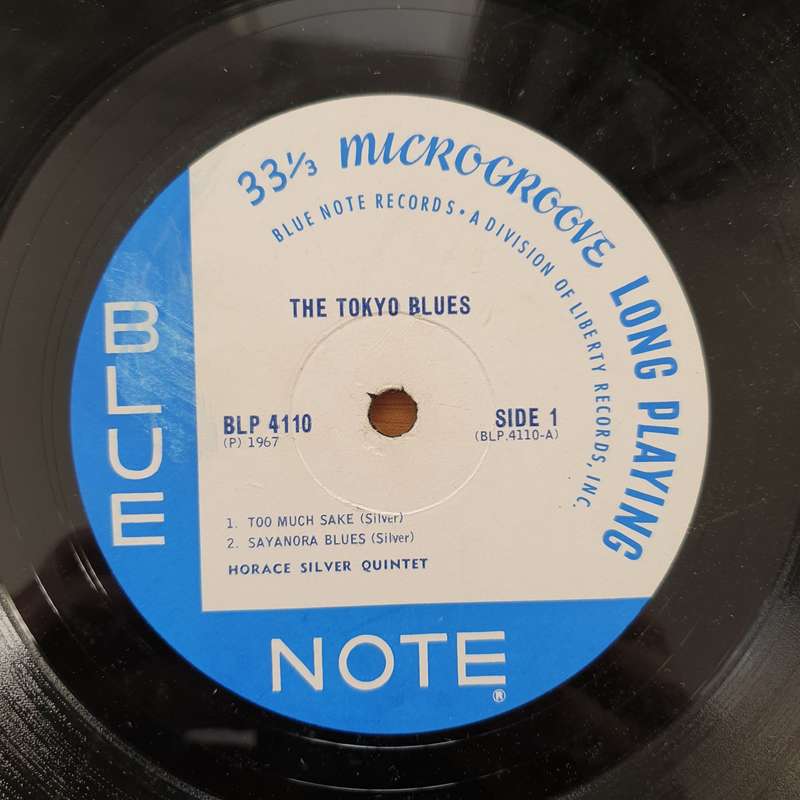 33⅓ MICROGROOVE LONG PLAYING
BLUE NOTE RECORDS • A DIVISION OF LIBERTY RECORDS, INC.
THE TOKYO BLUES
BLP 4110
(P) 1967
SIDE 1
(BLP.4110-A)
1. TOO MUCH SAKE (Silver)
2. SAYANORA BLUES (Silver)
HORACE SILVER QUINTET
BLUE
NOTE®